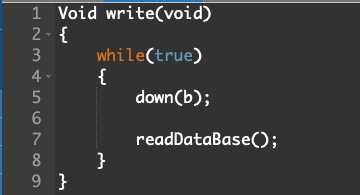 1 Void write(void)
2 {
3 while(true)
4 {
5 down(b);
6
7 readDataBase();
8 }
9 }